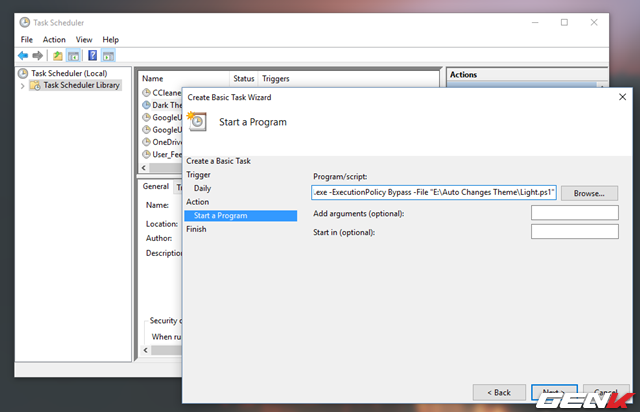 Task Scheduler
File Action View Help
Task Scheduler (Local)
Task Scheduler Library
Name Status Triggers
CCleane
Dark The
GoogleU
GoogleU
OneDrive
User_Fee
Actions
General
Name:
Location:
Author:
Description
Security o
When ru
Create Basic Task Wizard
Start a Program
Create a Basic Task
Trigger
Daily
Action
Start a Program
Finish
Program/script:
.exe -ExecutionPolicy Bypass -File "E:\Auto Changes Theme\Light.ps1"
Browse...
Add arguments (optional):
Start in (optional):
< Back
Next >
Cancel
GENK